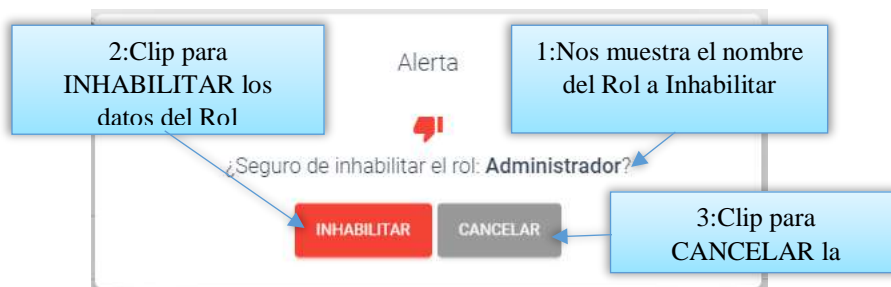 2:Clip para
INHABILITAR los
datos del Rol
Alerta
1:Nos muestra el nombre
del Rol a Inhabilitar
¿Seguro de inhabilitar el rol: Administrador?
INHABILITAR
CANCELAR
3:Clip para
CANCELAR la